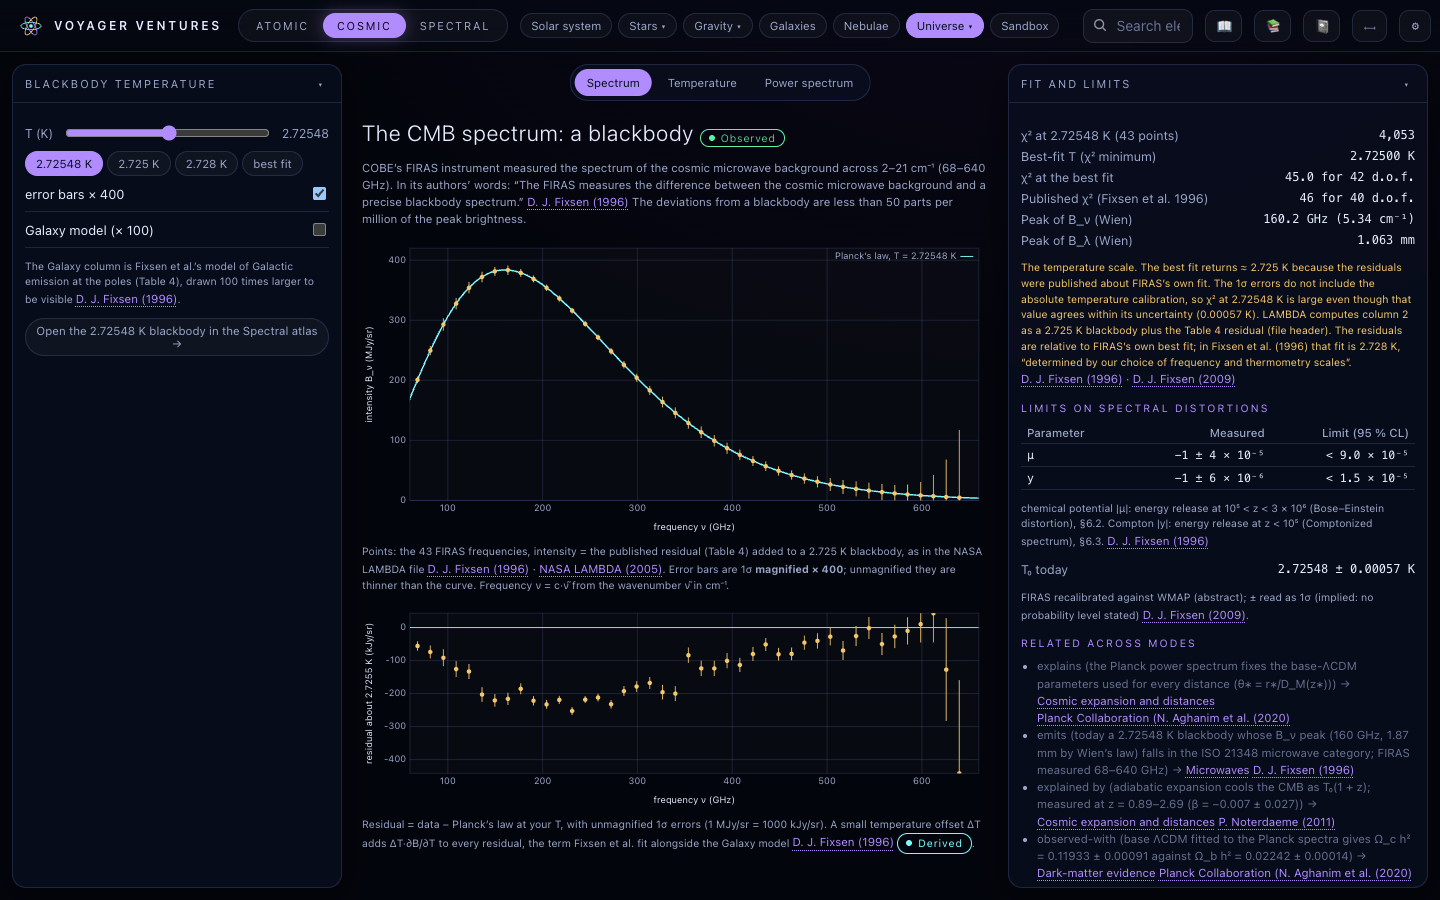 VOYAGER VENTURES
ATOMIC COSMIC SPECTRAL
Solar system Stars ▾ Gravity ▾ Galaxies Nebulae Universe ▾ Sandbox
Search ele
BLACKBODY TEMPERATURE
T (K) 2.72548
2.72548 K 2.725 K 2.728 K best fit
error bars × 400
Galaxy model (× 100)
The Galaxy column is Fixsen et al.'s model of Galactic
emission at the poles (Table 4), drawn 100 times larger to
be visible D. J. Fixsen (1996).
Open the 2.72548 K blackbody in the Spectral atlas
→
Spectrum Temperature Power spectrum
The CMB spectrum: a blackbody
Observed
COBE's FIRAS instrument measured the spectrum of the cosmic microwave background across 2–21 cm⁻¹ (68–640
GHz). In its authors' words: “The FIRAS measures the difference between the cosmic microwave background and a
precise blackbody spectrum.” D. J. Fixsen (1996) The deviations from a blackbody are less than 50 parts per
million of the peak brightness.
Planck's law, T = 2.72548 K
intensity B_ν (MJy/sr)
400
300
200
100
0
100 200 300 400 500 600
frequency ν (GHz)
Points: the 43 FIRAS frequencies, intensity = the published residual (Table 4) added to a 2.725 K blackbody, as in the NASA
LAMBDA file D. J. Fixsen (1996) · NASA LAMBDA (2005). Error bars are 1σ magnified × 400; unmagnified they are
thinner than the curve. Frequency ν = c·ν̃ from the wavenumber ν̃ in cm⁻¹.
residual about 2.7255 K (kJy/sr)
0
-100
-200
-300
-400
100 200 300 400 500 600
frequency ν (GHz)
Residual = data − Planck's law at your T, with unmagnified 1σ errors (1 MJy/sr = 1000 kJy/sr). A small temperature offset ΔT
adds ΔT·∂B/∂T to every residual, the term Fixsen et al. fit alongside the Galaxy model D. J. Fixsen (1996) Derived.
FIT AND LIMITS
χ² at 2.72548 K (43 points) 4,053
Best-fit T (χ² minimum) 2.72500 K
χ² at the best fit 45.0 for 42 d.o.f.
Published χ² (Fixsen et al. 1996) 46 for 40 d.o.f.
Peak of B_ν (Wien) 160.2 GHz (5.34 cm⁻¹)
Peak of B_λ (Wien) 1.063 mm
The temperature scale. The best fit returns ≈ 2.725 K because the residuals
were published about FIRAS's own fit. The 1σ errors do not include the
absolute temperature calibration, so χ² at 2.72548 K is large even though that
value agrees within its uncertainty (0.00057 K). LAMBDA computes column 2
as a 2.725 K blackbody plus the Table 4 residual (file header). The residuals
are relative to FIRAS's own best fit; in Fixsen et al. (1996) that fit is 2.728 K,
“determined by our choice of frequency and thermometry scales”.
D. J. Fixsen (1996) · D. J. Fixsen (2009)
LIMITS ON SPECTRAL DISTORTIONS
Parameter Measured Limit (95 % CL)
μ −1 ± 4 × 10⁻⁵ < 9.0 × 10⁻⁵
y −1 ± 6 × 10⁻⁶ < 1.5 × 10⁻⁵
chemical potential |μ|: energy release at 10⁵ < z < 3 × 10⁶ (Bose–Einstein
distortion), §6.2. Compton |y|: energy release at z < 10⁵ (Comptonized
spectrum), §6.3. D. J. Fixsen (1996)
T₀ today 2.72548 ± 0.00057 K
FIRAS recalibrated against WMAP (abstract); ± read as 1σ (implied: no
probability level stated) D. J. Fixsen (2009).
RELATED ACROSS MODES
explains (the Planck power spectrum fixes the base-ΛCDM
parameters used for every distance (θ* = r*/D_M(z*))) →
Cosmic expansion and distances
Planck Collaboration (N. Aghanim et al. (2020)
emits (today a 2.72548 K blackbody whose B_ν peak (160 GHz, 1.87
mm by Wien's law) falls in the ISO 21348 microwave category; FIRAS
measured 68–640 GHz) → Microwaves D. J. Fixsen (1996)
explained by (adiabatic expansion cools the CMB as T₀(1 + z);
measured at z = 0.89–2.69 (β = −0.007 ± 0.027)) →
Cosmic expansion and distances P. Noterdaeme (2011)
observed-with (base ΛCDM fitted to the Planck spectra gives Ω_c h²
= 0.11933 ± 0.00091 against Ω_b h² = 0.02242 ± 0.00014) →
Dark-matter evidence Planck Collaboration (N. Aghanim et al. (2020)